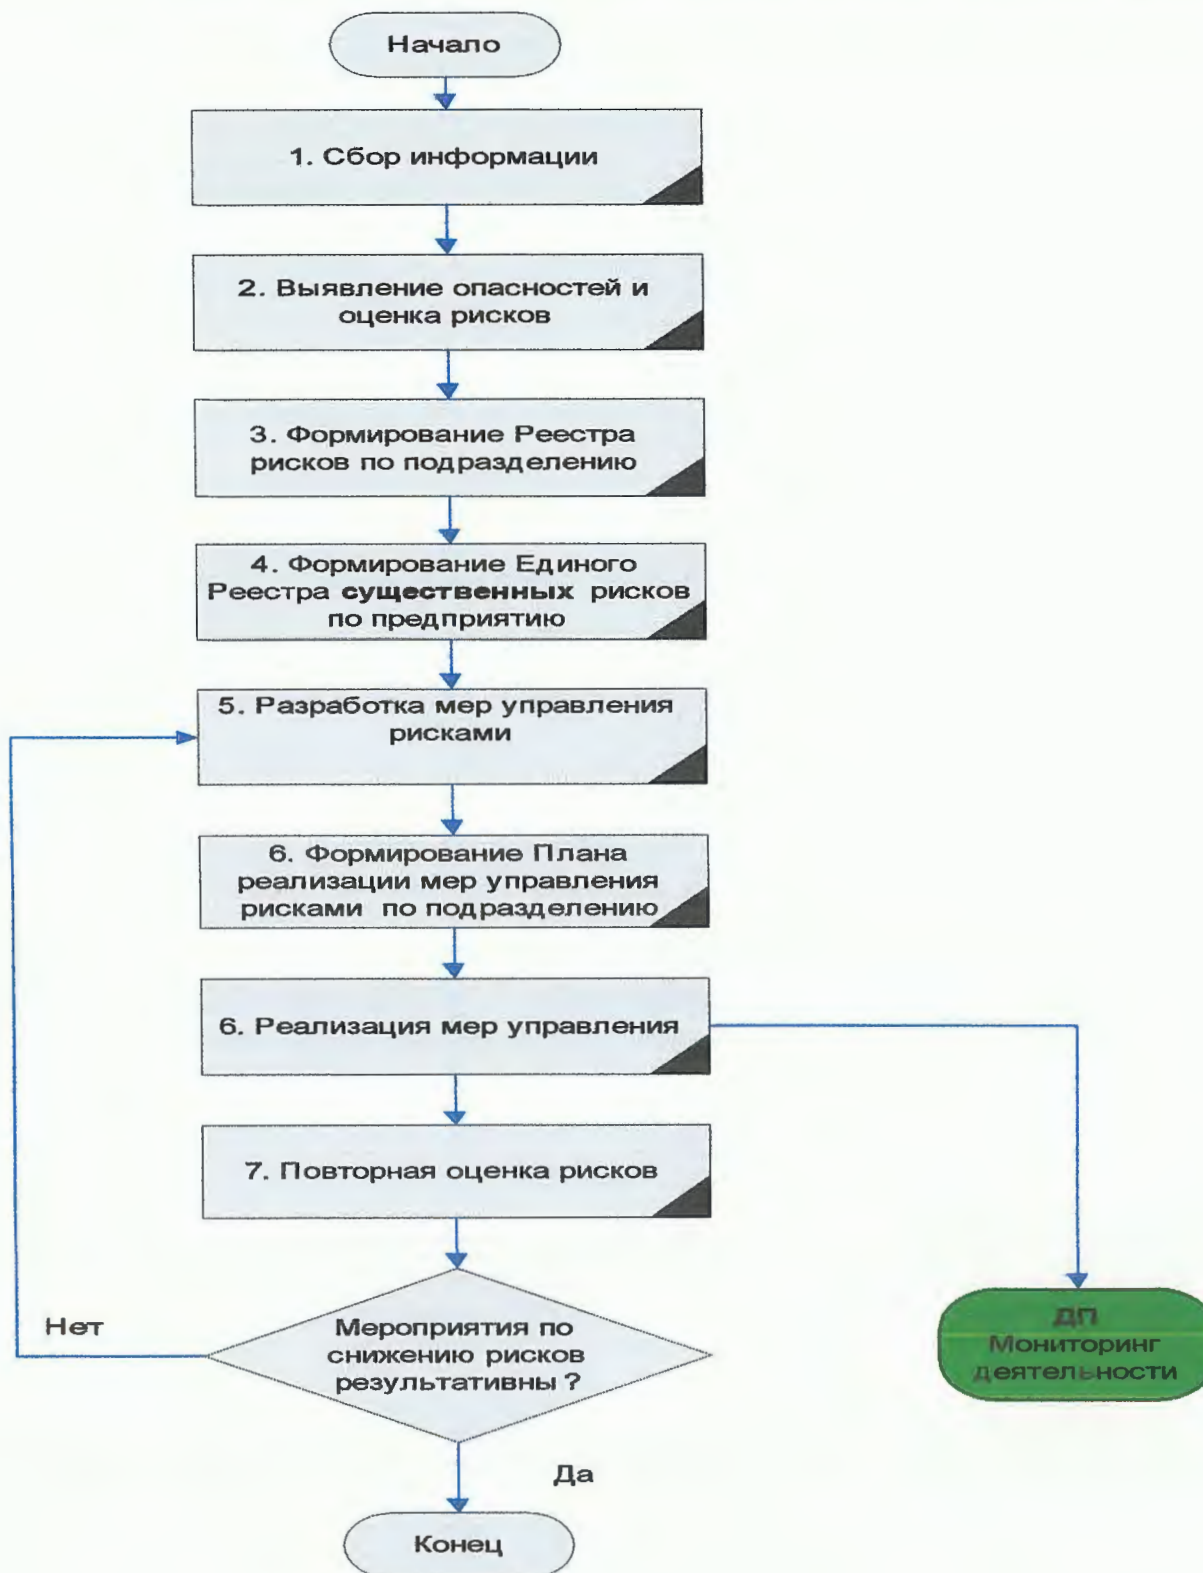 Начало
1. Сбор информации
2. Выявление опасностей и
оценка рисков
3. Формирование Реестра
рисков по подразделению
4. Формирование Единого
Реестра существенных рисков
по предприятию
5. Разработка мер управления
рисками
6. Формирование Плана
реализации мер управления
рисками по подразделению
6. Реализация мер управления
7. Повторная оценка рисков
Нет
Мероприятия по
снижению рисков
результативны ?
ДП
Мониторинг
деятельности
Да
Конец